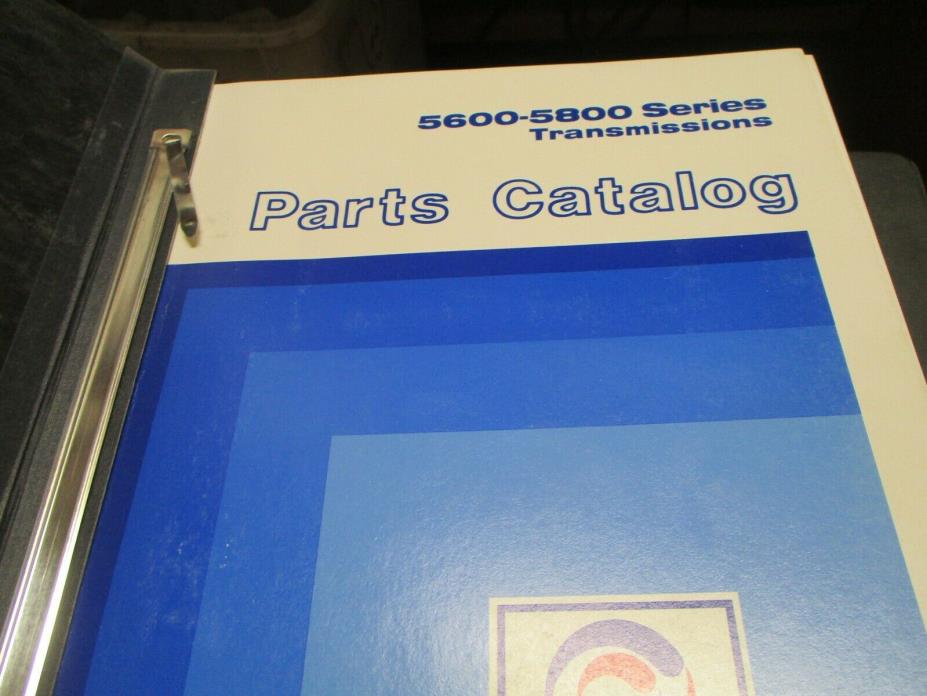 5600-5800 Series
Transmissions
Parts Catalog